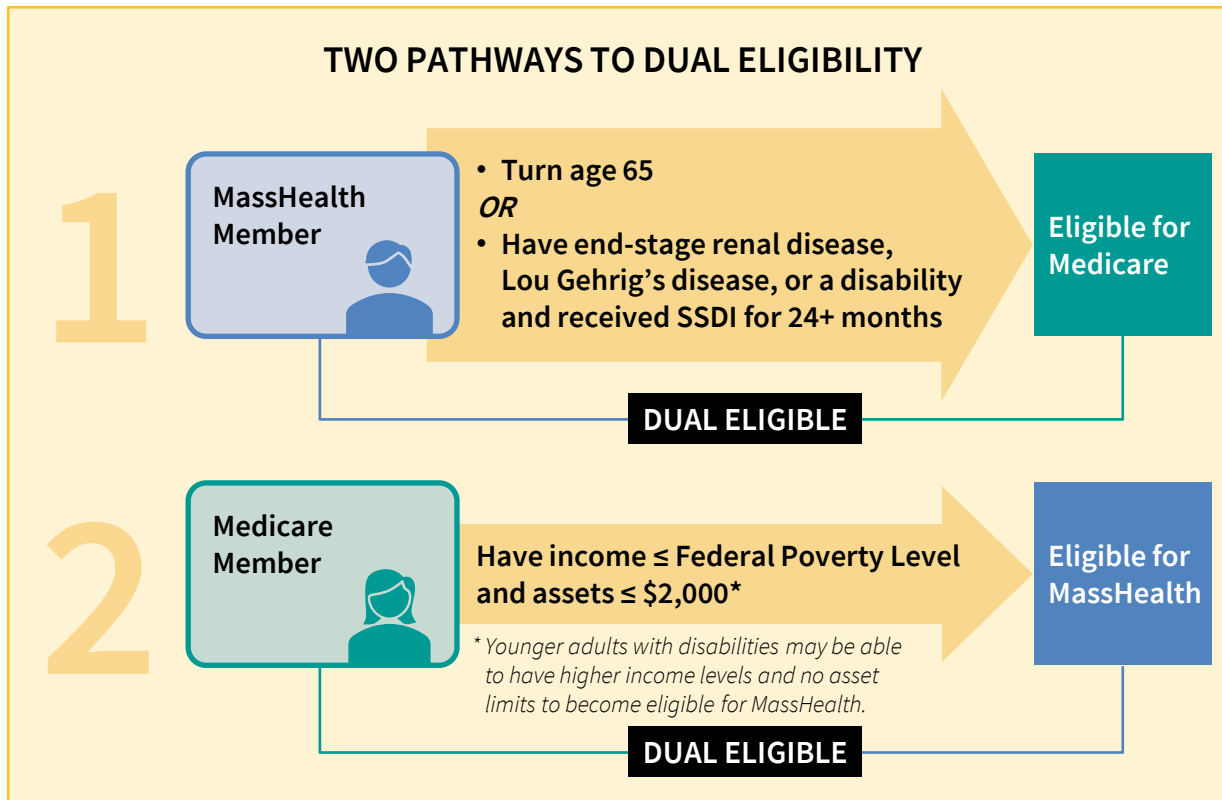 TWO PATHWAYS TO DUAL ELIGIBILITY
1
MassHealth
Member
• Turn age 65
OR
• Have end-stage renal disease,
Lou Gehrig’s disease, or a disability
and received SSDI for 24+ months
Eligible for
Medicare
DUAL ELIGIBLE
2
Medicare
Member
Have income ≤ Federal Poverty Level
and assets ≤ $2,000*
* Younger adults with disabilities may be able
to have higher income levels and no asset
limits to become eligible for MassHealth.
Eligible for
MassHealth
DUAL ELIGIBLE